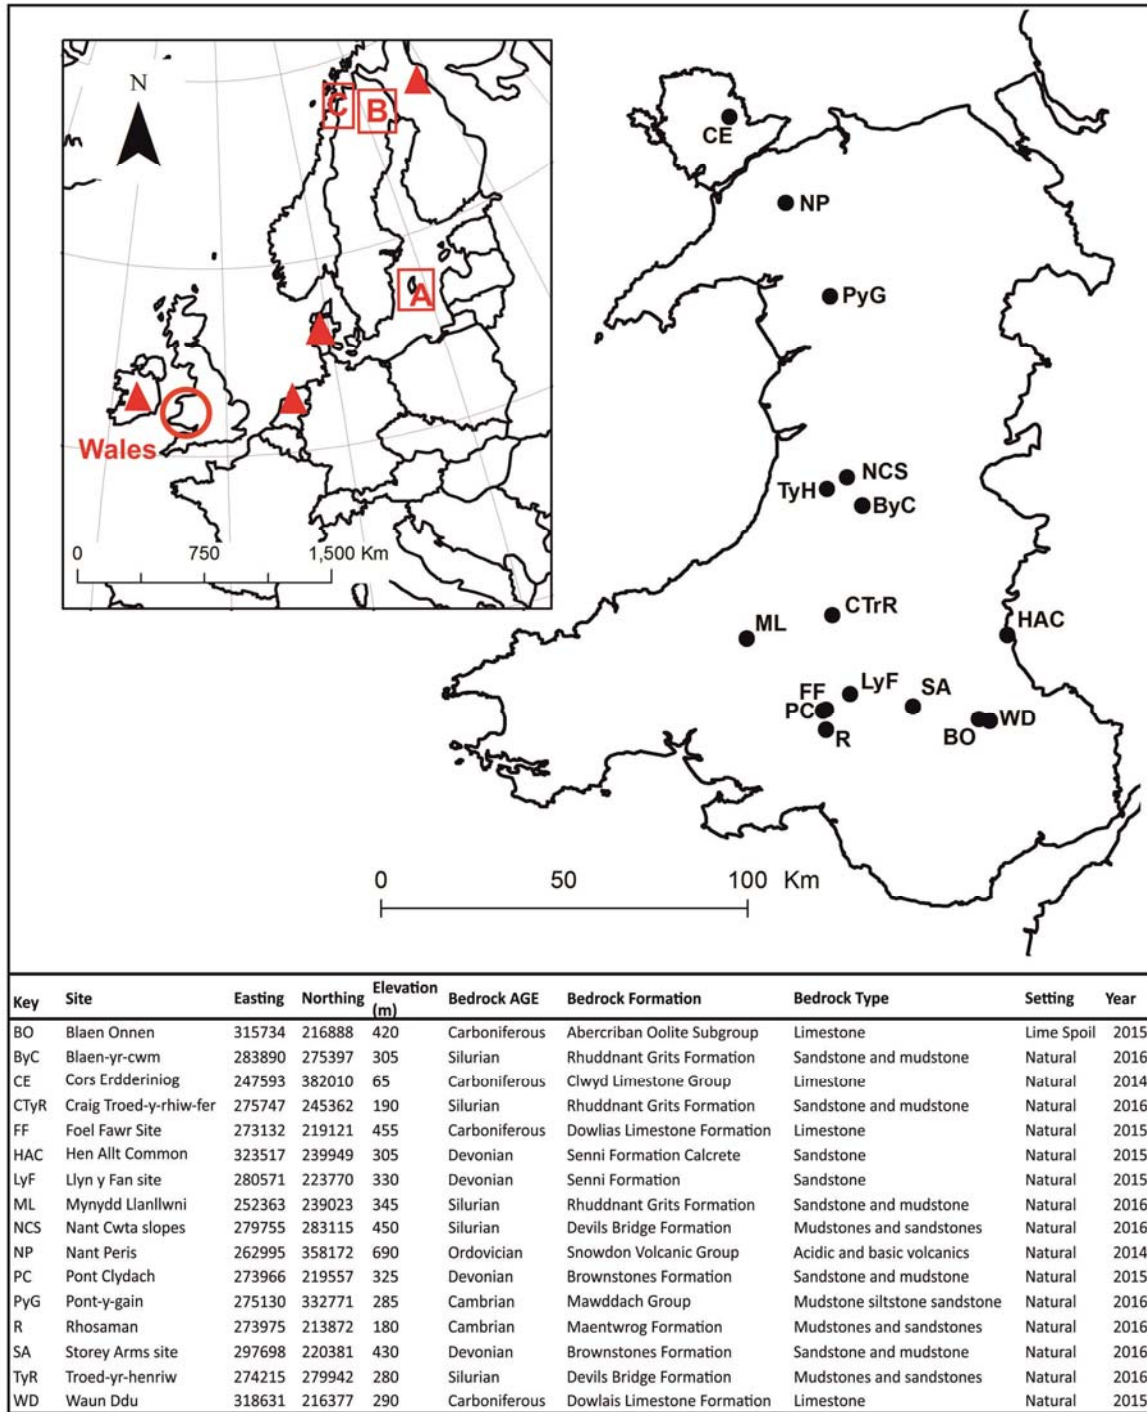 N
C
B
A
Wales
0 750 1,500 Km
CE
NP
PyG
NCS
TyH
ByC
CTrR
ML
HAC
LyF
SA
FF
PC
R
BO
WD
0 50 100 Km
Key Site Easting Northing Elevation (m) Bedrock AGE Bedrock Formation Bedrock Type Setting Year
BO Blaen Onnen 315734 216888 420 Carboniferous Abercriban Oolite Subgroup Limestone Lime Spoil 2015
ByC Blaen-yr-cwm 283890 275397 305 Silurian Rhuddnant Grits Formation Sandstone and mudstone Natural 2016
CE Cors Erdderiniog 247593 382010 65 Carboniferous Clwyd Limestone Group Limestone Natural 2014
CTyR Craig Troed-y-rhiw-fer 275747 245362 190 Silurian Rhuddnant Grits Formation Sandstone and mudstone Natural 2016
FF Foel Fawr Site 273132 219121 455 Carboniferous Dowlias Limestone Formation Limestone Natural 2015
HAC Hen Allt Common 323517 239949 305 Devonian Senni Formation Calcrete Sandstone Natural 2015
LyF Llyn y Fan site 280571 223770 330 Devonian Senni Formation Sandstone Natural 2015
ML Mynydd Llanllwni 252363 239023 345 Silurian Rhuddnant Grits Formation Sandstone and mudstone Natural 2016
NCS Nant Cwta slopes 279755 283115 450 Silurian Devils Bridge Formation Mudstones and sandstones Natural 2016
NP Nant Peris 262995 358172 690 Ordovician Snowdon Volcanic Group Acidic and basic volcanics Natural 2014
PC Pont Clydach 273966 219557 325 Devonian Brownstones Formation Sandstone and mudstone Natural 2015
PyG Pont-y-gain 275130 332771 285 Cambrian Mawddach Group Mudstone siltstone sandstone Natural 2016
R Rhosaman 273975 213872 180 Cambrian Maentwrog Formation Mudstones and sandstones Natural 2016
SA Storey Arms site 297698 220381 430 Devonian Brownstones Formation Sandstone and mudstone Natural 2016
TyR Troed-yr-henriw 274215 279942 280 Silurian Devils Bridge Formation Mudstones and sandstones Natural 2016
WD Waun Ddu 318631 216377 290 Carboniferous Dowlais Limestone Formation Limestone Natural 2015